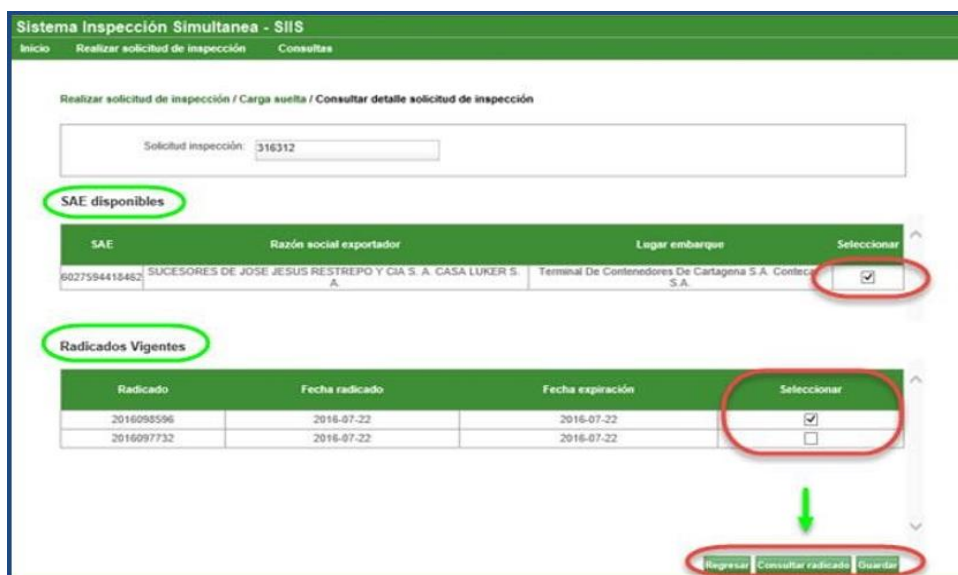 Sistema Inspección Simultanea - SIIS
Inicio Realizar solicitud de inspección Consultas
Realizar solicitud de inspección / Carga suelta / Consultar detalle solicitud de inspección
Solicitud inspección: 316312
SAE disponibles
SAE Razón social exportador Lugar embarque Seleccionar
6027594418462 SUCESORES DE JOSE JESUS RESTREPO Y CIA S. A. CASA LUKER S. A. Terminal De Contenedores De Cartagena S.A. Contecar S.A.
Radicados Vigentes
Radicado Fecha radicado Fecha expiración Seleccionar
2016098596 2016-07-22 2016-07-22
2016097732 2016-07-22 2016-07-22
Regresar Consultar radicado Guardar